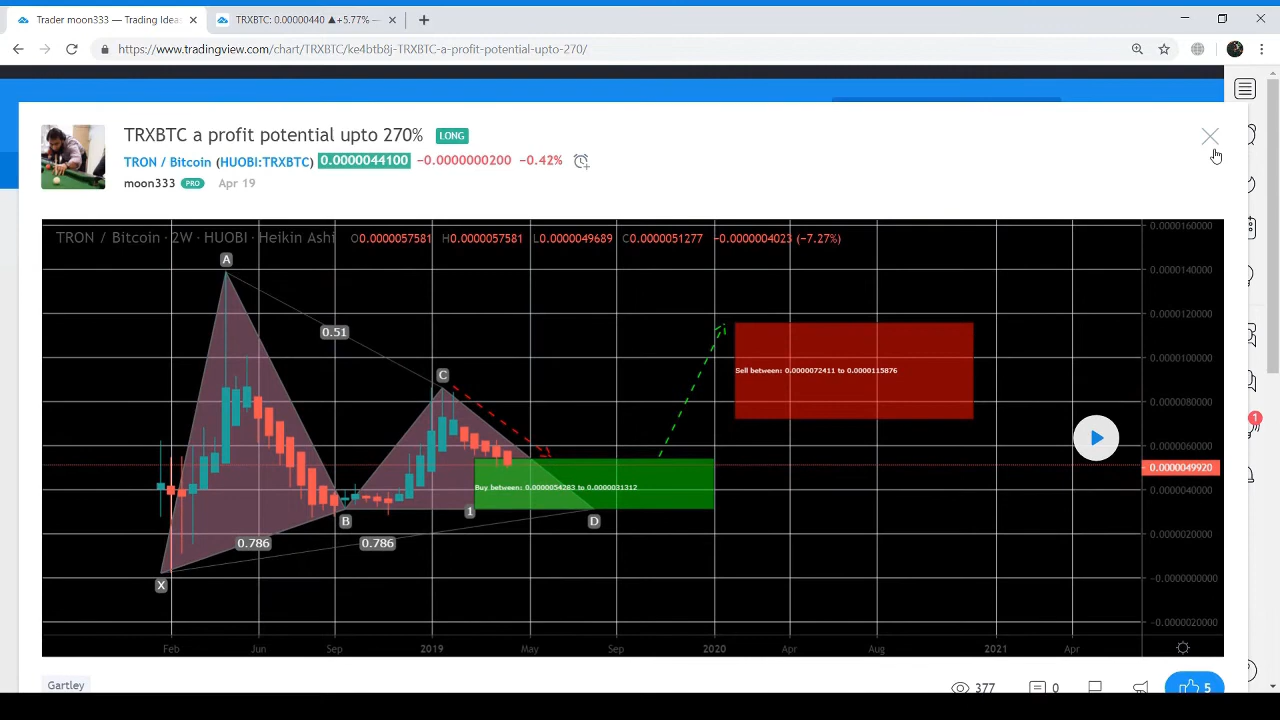 Trader moon333 — Trading Idea
TRXBTC: 0.00000440 ▲+5.77% —
https://www.tradingview.com/chart/TRXBTC/ke4btb8j-TRXBTC-a-profit-potential-upto-270/
TRXBTC a profit potential upto 270% LONG
TRON / Bitcoin (HUOBI:TRXBTC) 0.0000044100 −0.0000000200 −0.42%
moon333 PRO Apr 19
TRON / Bitcoin · 2W · HUOBI · Heikin Ashi O0.0000057581 H0.0000057581 L0.0000049689 C0.0000051277 −0.0000004023 (−7.27%)
0.0000160000
A
0.0000140000
0.0000120000
0.51
Sell between: 0.0000072411 to 0.0000115876
0.0000100000
C
0.0000080000
1
0.0000060000
0.0000049920
Buy between: 0.0000054283 to 0.0000031312
0.0000040000
1
B
D
0.0000020000
0.786
0.786
−0.0000000000
X
−0.0000020000
Feb Jun Sep 2019 May Sep 2020 Apr Aug 2021 Apr
Gartley
377 0 5